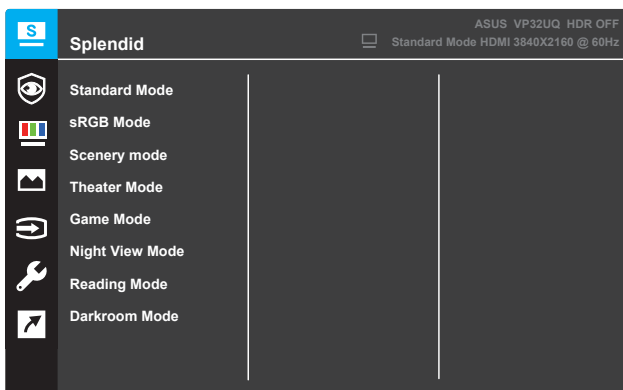 S
Splendid
ASUS VP32UQ HDR OFF
Standard Mode HDMI 3840X2160 @ 60Hz
Standard Mode
sRGB Mode
Scenery mode
Theater Mode
Game Mode
Night View Mode
Reading Mode
Darkroom Mode